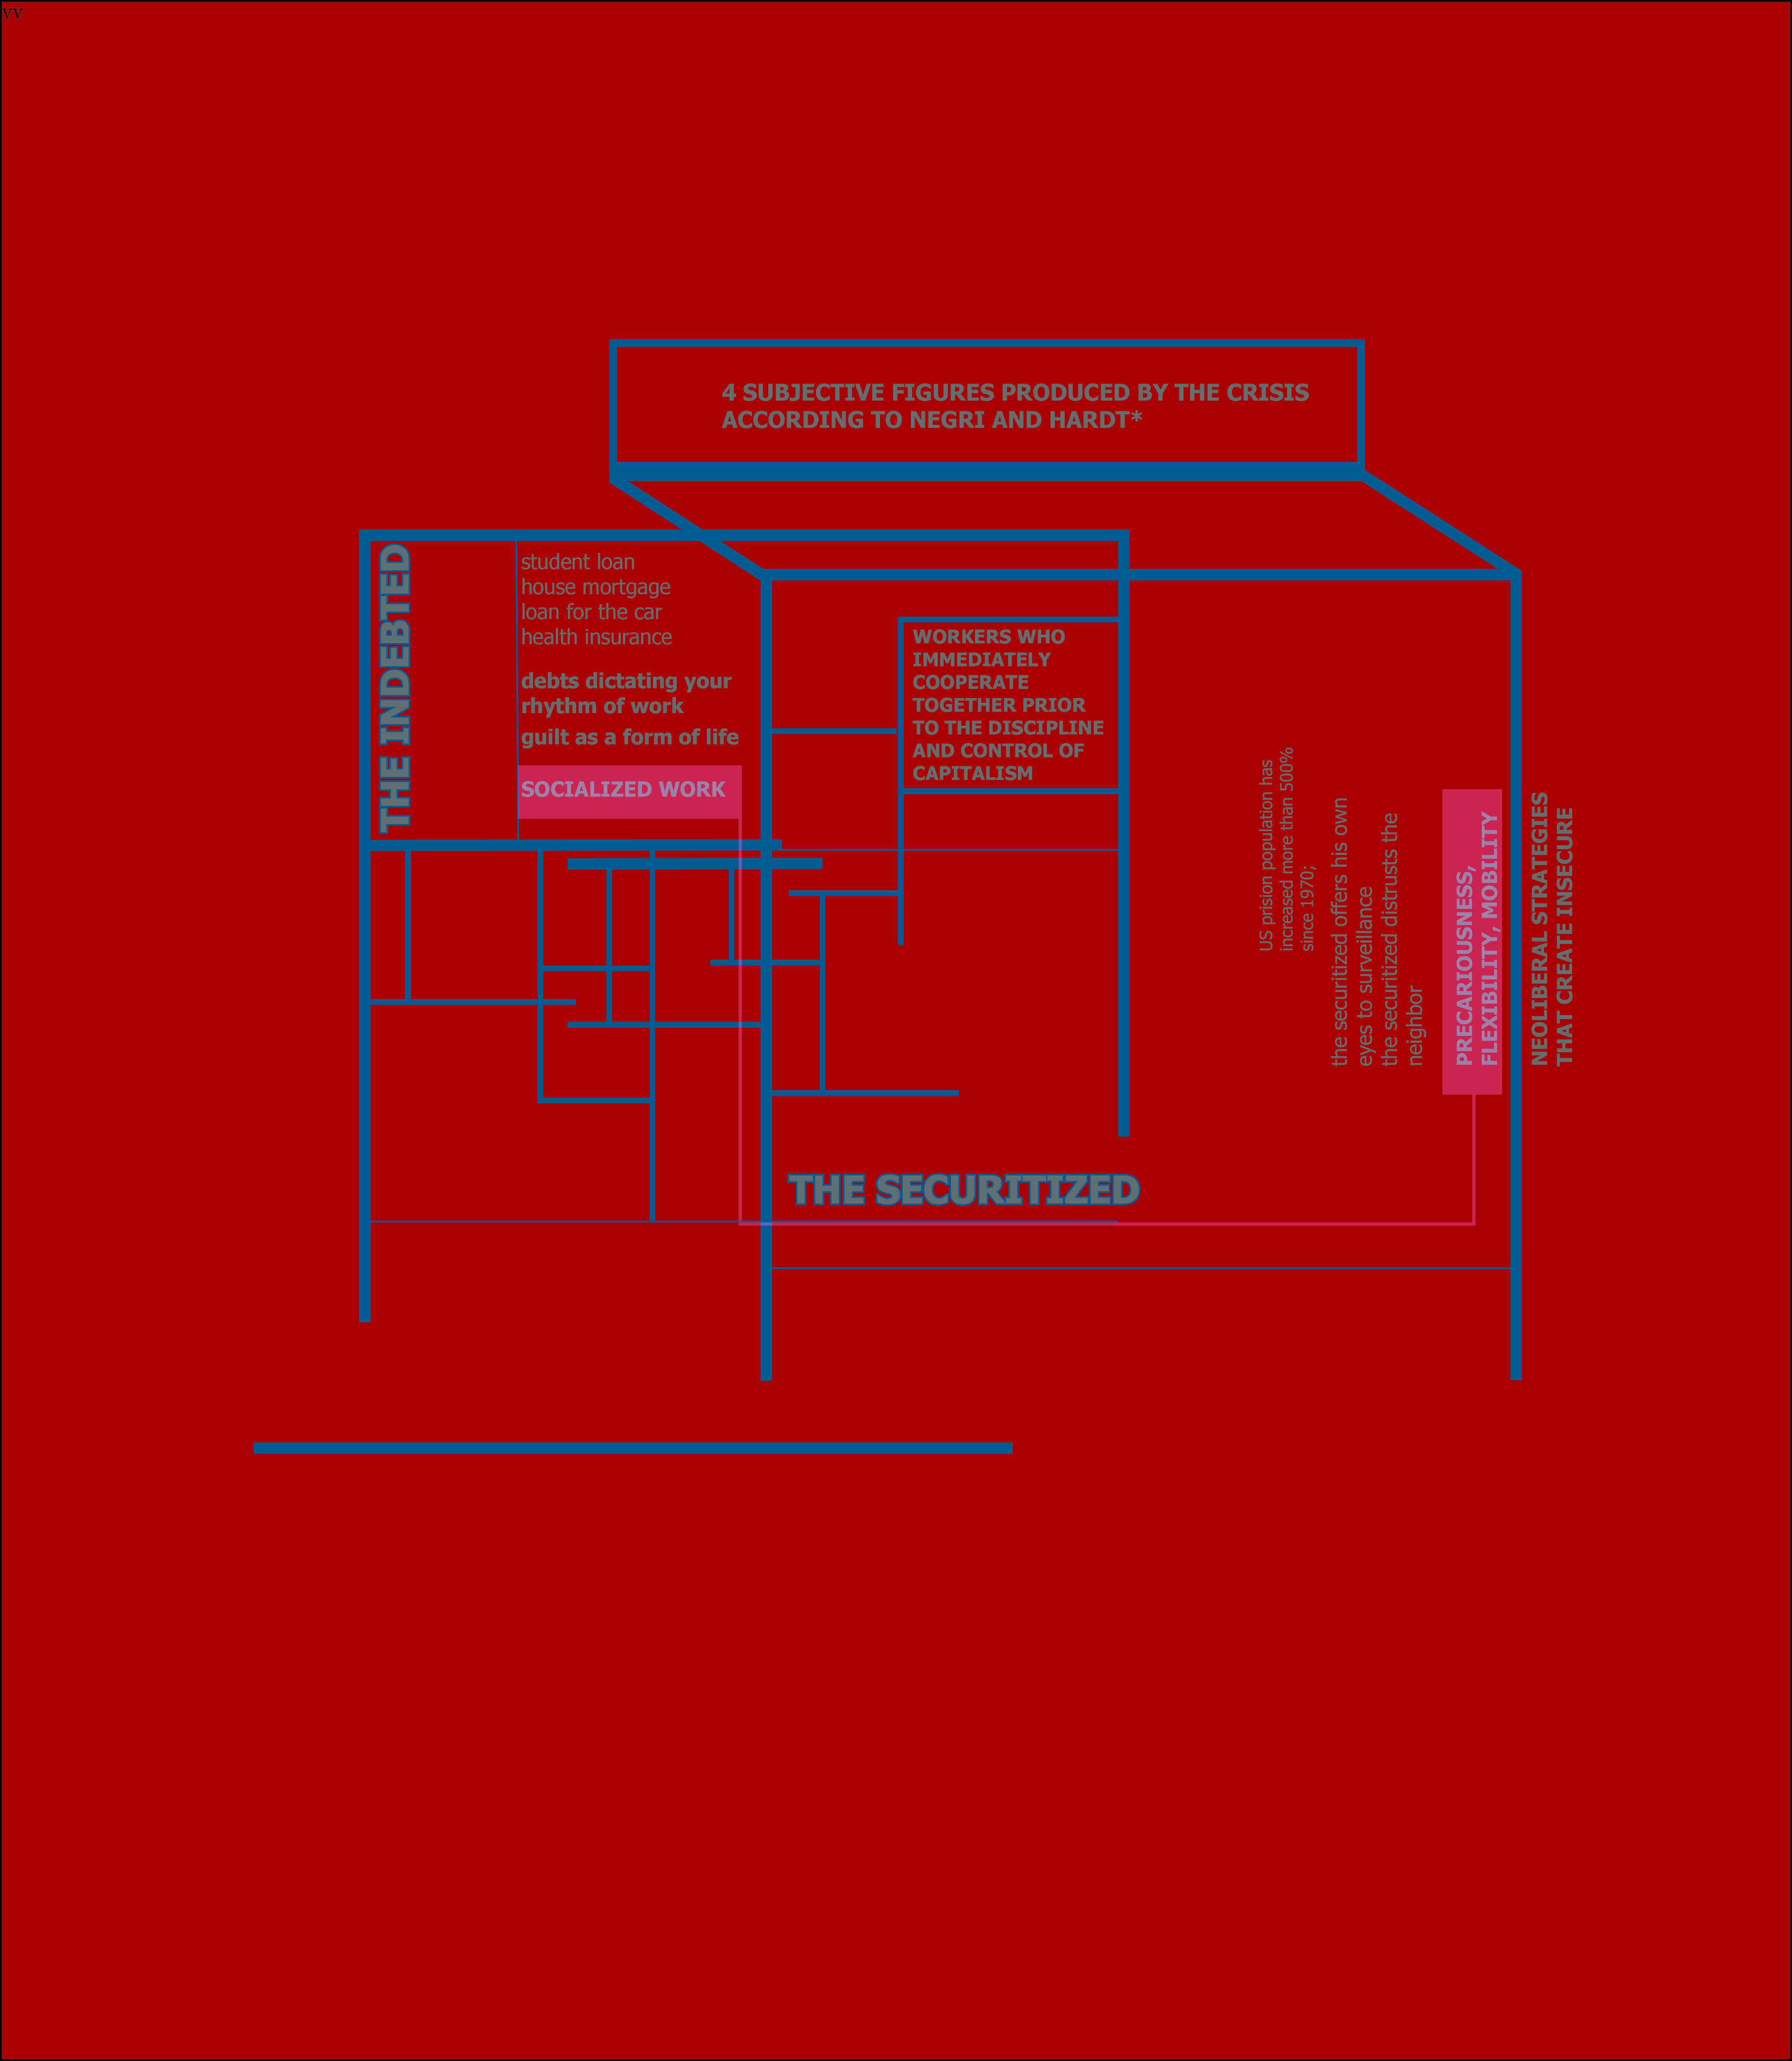 vv
4 SUBJECTIVE FIGURES PRODUCED BY THE CRISIS
ACCORDING TO NEGRI AND HARDT*
THE INDEBTED
student loan
house mortgage
loan for the car
health insurance
debts dictating your
rhythm of work
guilt as a form of life
SOCIALIZED WORK
WORKERS WHO
IMMEDIATELY
COOPERATE
TOGETHER PRIOR
TO THE DISCIPLINE
AND CONTROL OF
CAPITALISM
US prision population has
increased more than 500%
since 1970;
the securitized offers his own
eyes to surveillance
the securitized distrusts the
neighbor
PRECARIOUSNESS,
FLEXIBILITY, MOBILITY
NEOLIBERAL STRATEGIES
THAT CREATE INSECURE
THE SECURITIZED